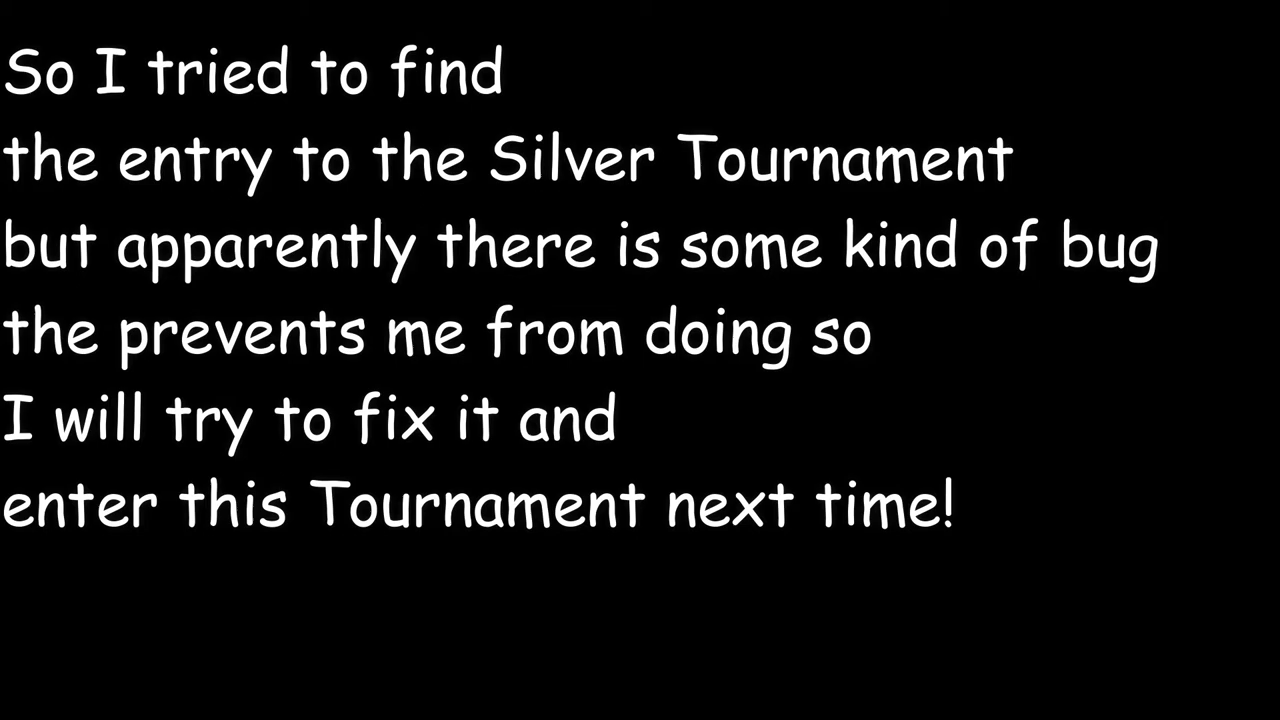 So I tried to find
the entry to the Silver Tournament
but apparently there is some kind of bug
the prevents me from doing so
I will try to fix it and
enter this Tournament next time!